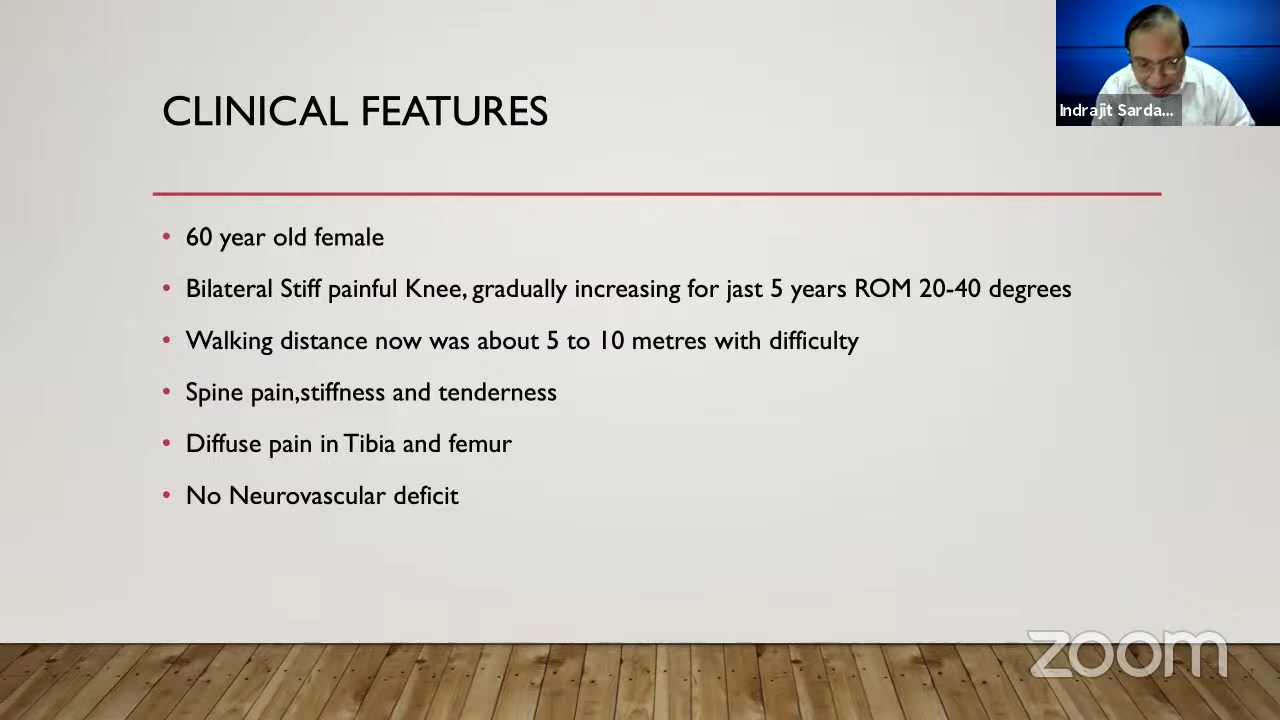 CLINICAL FEATURES
Indrajit Sarda...
• 60 year old female
• Bilateral Stiff painful Knee, gradually increasing for jast 5 years ROM 20-40 degrees
• Walking distance now was about 5 to 10 metres with difficulty
• Spine pain,stiffness and tenderness
• Diffuse pain in Tibia and femur
• No Neurovascular deficit
zoom